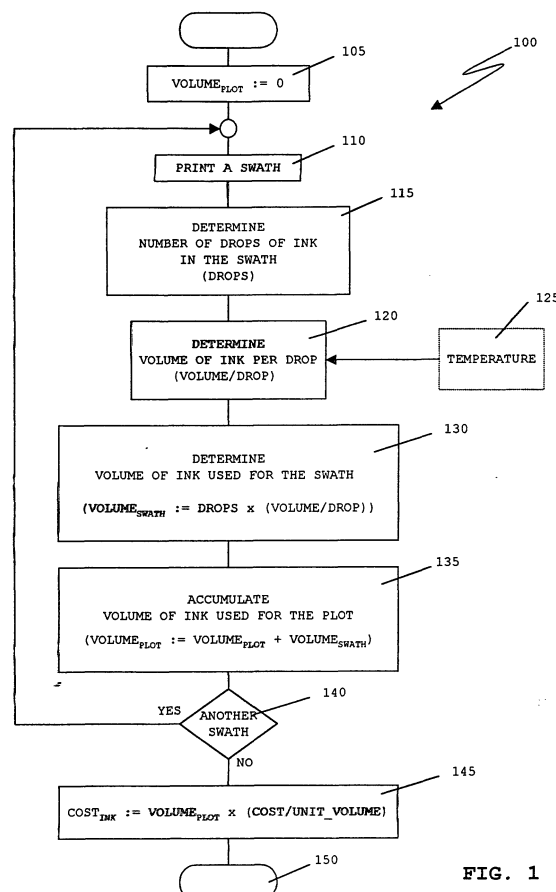 100
105
VOLUME_PLOT := 0
110
PRINT A SWATH
115
DETERMINE
NUMBER OF DROPS OF INK
IN THE SWATH
(DROPS)
120
DETERMINE
VOLUME OF INK PER DROP
(VOLUME/DROP)
125
TEMPERATURE
130
DETERMINE
VOLUME OF INK USED FOR THE SWATH
(VOLUME_SWATH := DROPS x (VOLUME/DROP))
135
ACCUMULATE
VOLUME OF INK USED FOR THE PLOT
(VOLUME_PLOT := VOLUME_PLOT + VOLUME_SWATH)
140
YES
ANOTHER
SWATH
NO
145
COST_INK := VOLUME_PLOT x (COST/UNIT_VOLUME)
150
FIG. 1